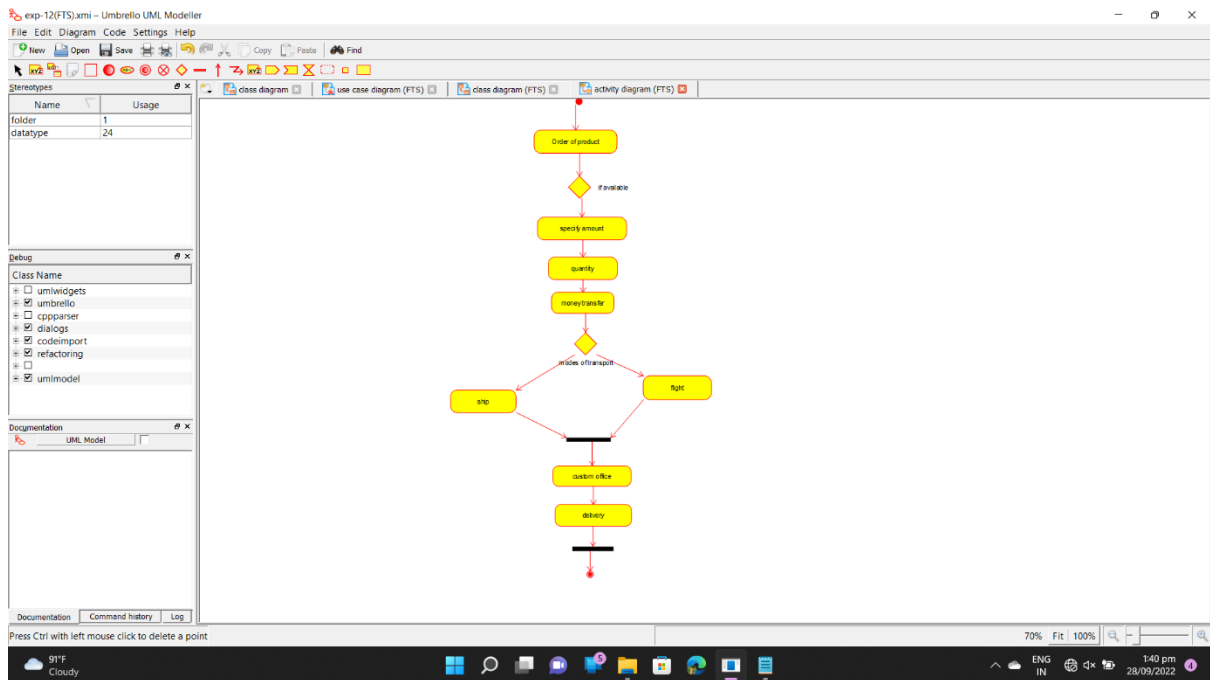 exp-12(FTS).xmi – Umbrello UML Modeller
File Edit Diagram Code Settings Help
New Open Save Copy Paste Find
Stereotypes
class diagram use case diagram (FTS) class diagram (FTS) activity diagram (FTS)
Name Usage
folder 1
datatype 24
Order of product
if available
specify amount
quantity
money transfer
modes of transport
ship
fight
custom office
delivery
Debug
Class Name
umlwidgets
umbrello
cppparser
dialogs
codeimport
refactoring
umlmodel
Documentation
UML Model
Documentation Command history Log
Press Ctrl with left mouse click to delete a point
70% Fit 100%
91°F
Cloudy
5
ENG
IN
1:40 pm
28/09/2022
4